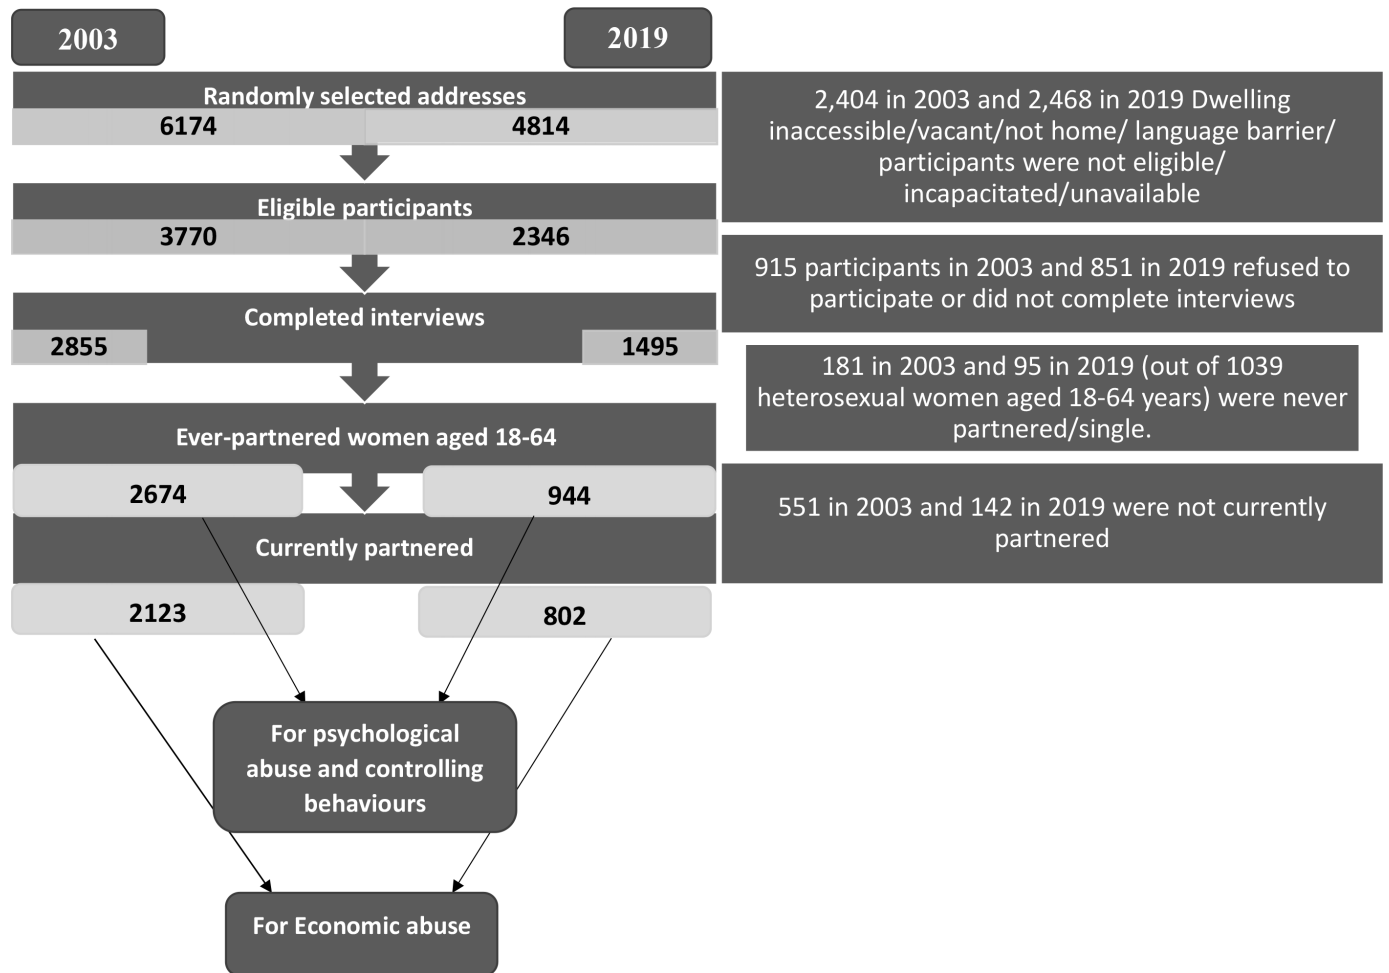 2003
2019
Randomly selected addresses
6174
4814
2,404 in 2003 and 2,468 in 2019 Dwelling
inaccessible/vacant/not home/ language barrier/
participants were not eligible/
incapacitated/unavailable
Eligible participants
3770
2346
915 participants in 2003 and 851 in 2019 refused to
participate or did not complete interviews
Completed interviews
2855
1495
181 in 2003 and 95 in 2019 (out of 1039
heterosexual women aged 18-64 years) were never
partnered/single.
Ever-partnered women aged 18-64
2674
944
551 in 2003 and 142 in 2019 were not currently
partnered
Currently partnered
2123
802
For psychological
abuse and controlling
behaviours
For Economic abuse